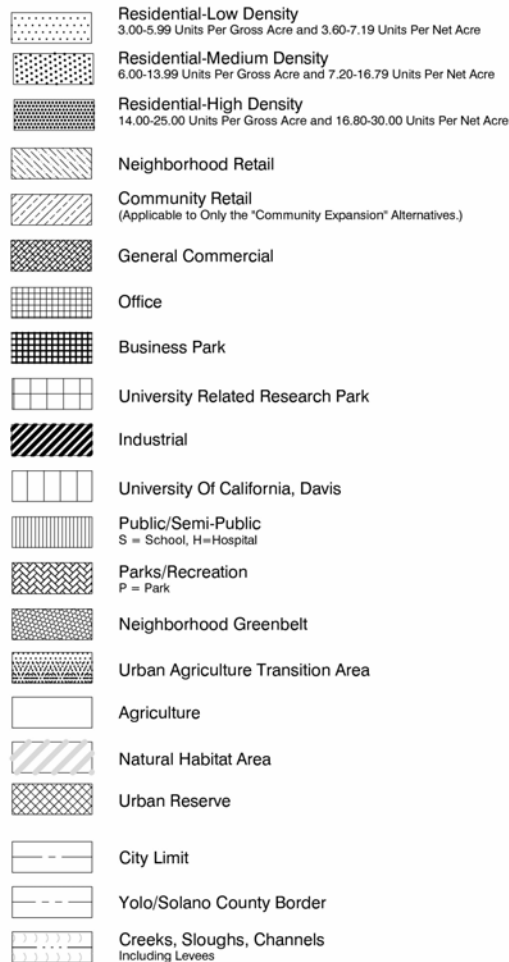 Residential-Low Density
3.00-5.99 Units Per Gross Acre and 3.60-7.19 Units Per Net Acre
Residential-Medium Density
6.00-13.99 Units Per Gross Acre and 7.20-16.79 Units Per Net Acre
Residential-High Density
14.00-25.00 Units Per Gross Acre and 16.80-30.00 Units Per Net Acre
Neighborhood Retail
Community Retail
(Applicable to Only the "Community Expansion" Alternatives.)
General Commercial
Office
Business Park
University Related Research Park
Industrial
University Of California, Davis
Public/Semi-Public
S = School, H=Hospital
Parks/Recreation
P = Park
Neighborhood Greenbelt
Urban Agriculture Transition Area
Agriculture
Natural Habitat Area
Urban Reserve
City Limit
Yolo/Solano County Border
Creeks, Sloughs, Channels
Including Levees